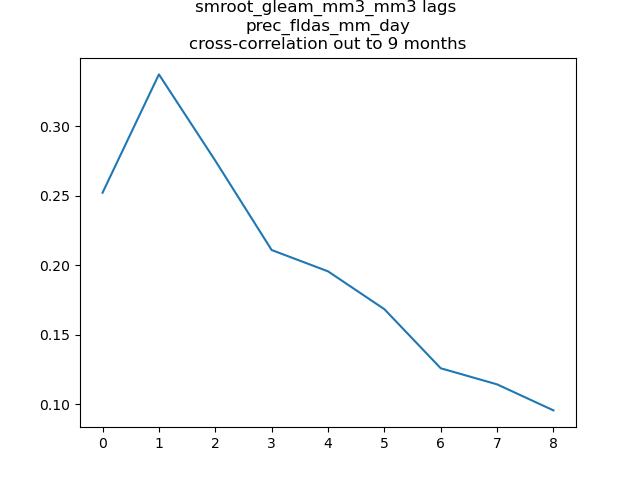 smroot_gleam_mm3_mm3 lags
prec_fldas_mm_day
cross-correlation out to 9 months
0.30
0.25
0.20
0.15
0.10
0 1 2 3 4 5 6 7 8